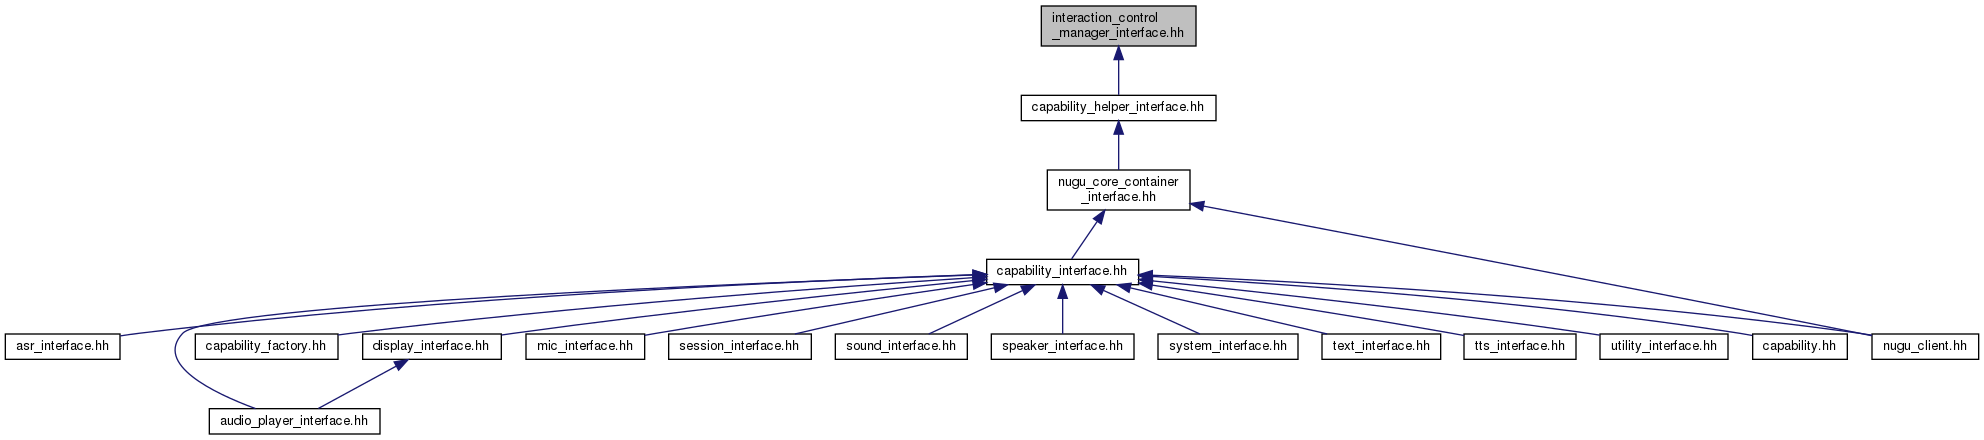 interaction_control
_manager_interface.hh
capability_helper_interface.hh
nugu_core_container
_interface.hh
capability_interface.hh
asr_interface.hh
capability_factory.hh
display_interface.hh
mic_interface.hh
session_interface.hh
sound_interface.hh
speaker_interface.hh
system_interface.hh
text_interface.hh
tts_interface.hh
utility_interface.hh
capability.hh
nugu_client.hh
audio_player_interface.hh